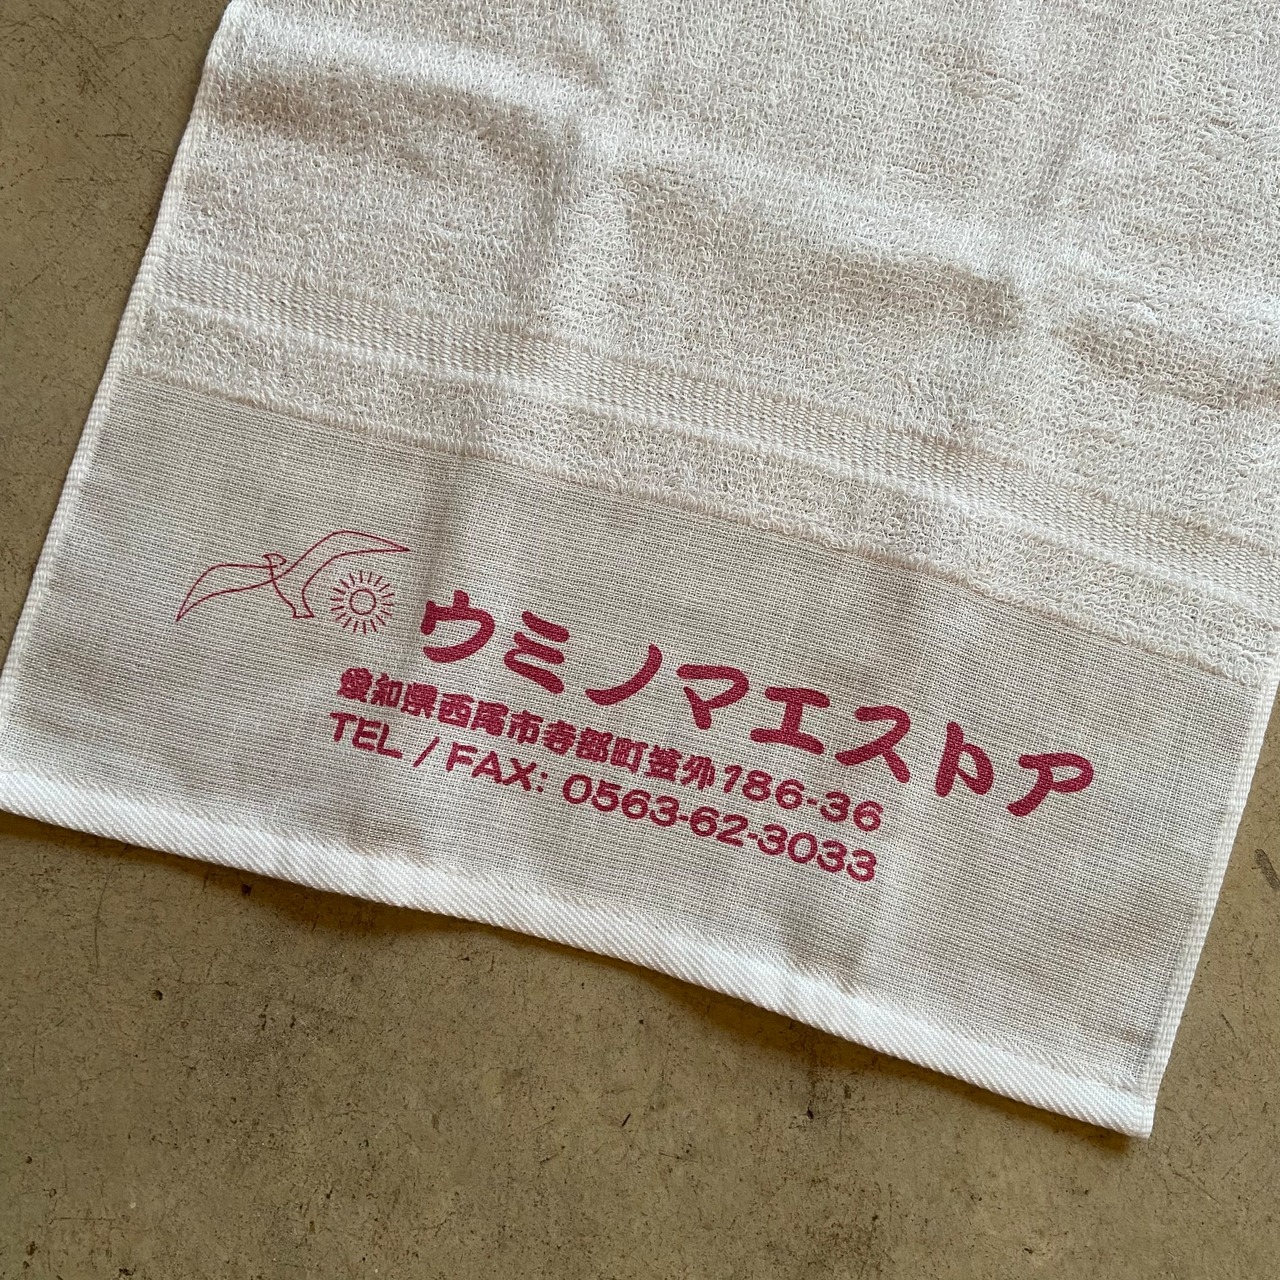 ウミノマエストア
愛知県西尾市寺部町笠外186-36
TEL / FAX: 0563-62-3033